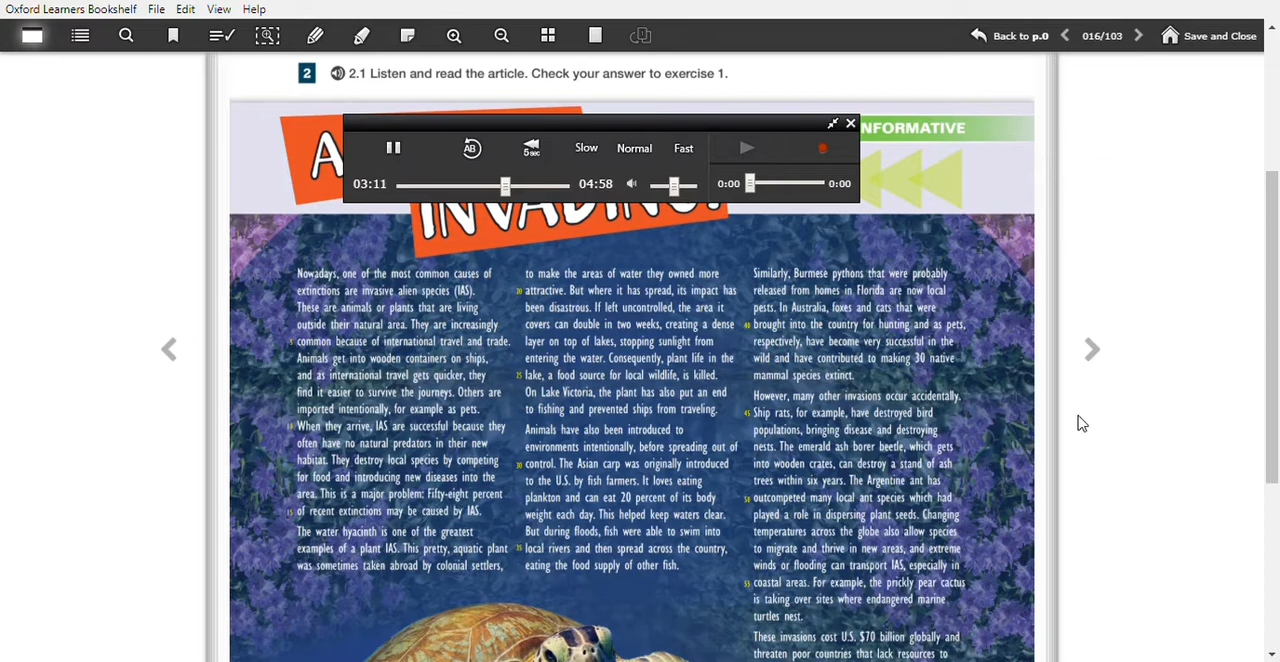 Oxford Learners Bookshelf File Edit View Help
Back to p.0 016/103 Save and Close
2 2.1 Listen and read the article. Check your answer to exercise 1.
INFORMATIVE
AB 5 sec Slow Normal Fast
03:11 04:58 0:00 0:00
INVADING!
Nowadays, one of the most common causes of
extinctions are invasive alien species (IAS).
These are animals or plants that are living
outside their natural area. They are increasingly
5 common because of international travel and trade.
Animals get into wooden containers on ships,
and as international travel gets quicker, they
find it easier to survive the journeys. Others are
imported intentionally, for example as pets.
10 When they arrive, IAS are successful because they
often have no natural predators in their new
habitat. They destroy local species by competing
for food and introducing new diseases into the
area. This is a major problem: Fifty-eight percent
15 of recent extinctions may be caused by IAS.
The water hyacinth is one of the greatest
examples of a plant IAS. This pretty, aquatic plant
was sometimes taken abroad by colonial settlers,
to make the areas of water they owned more
20 attractive. But where it has spread, its impact has
been disastrous. If left uncontrolled, the area it
covers can double in two weeks, creating a dense
layer on top of lakes, stopping sunlight from
entering the water. Consequently, plant life in the
25 lake, a food source for local wildlife, is killed.
On Lake Victoria, the plant has also put an end
to fishing and prevented ships from traveling.
Animals have also been introduced to
environments intentionally, before spreading out of
30 control. The Asian carp was originally introduced
to the U.S. by fish farmers. It loves eating
plankton and can eat 20 percent of its body
weight each day. This helped keep waters clear.
But during floods, fish were able to swim into
35 local rivers and then spread across the country,
eating the food supply of other fish.
Similarly, Burmese pythons that were probably
released from homes in Florida are now local
pests. In Australia, foxes and cats that were
40 brought into the country for hunting and as pets,
respectively, have become very successful in the
wild and have contributed to making 30 native
mammal species extinct.
However, many other invasions occur accidentally.
45 Ship rats, for example, have destroyed bird
populations, bringing disease and destroying
nests. The emerald ash borer beetle, which gets
into wooden crates, can destroy a stand of ash
trees within six years. The Argentine ant has
50 outcompeted many local ant species which had
played a role in dispersing plant seeds. Changing
temperatures across the globe also allow species
to migrate and thrive in new areas, and extreme
winds or flooding can transport IAS, especially in
55 coastal areas. For example, the prickly pear cactus
is taking over sites where endangered marine
turtles nest.
These invasions cost U.S. $70 billion globally and
threaten poor countries that lack resources to